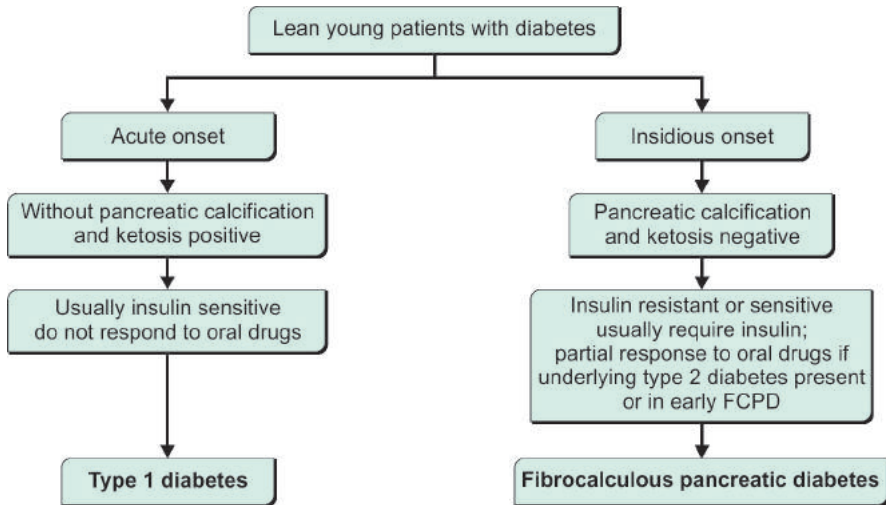 Lean young patients with diabetes
Acute onset
Without pancreatic calcification
and ketosis positive
Usually insulin sensitive
do not respond to oral drugs
Type 1 diabetes
Insidious onset
Pancreatic calcification
and ketosis negative
Insulin resistant or sensitive
usually require insulin;
partial response to oral drugs if
underlying type 2 diabetes present
or in early FCPD
Fibrocalculous pancreatic diabetes